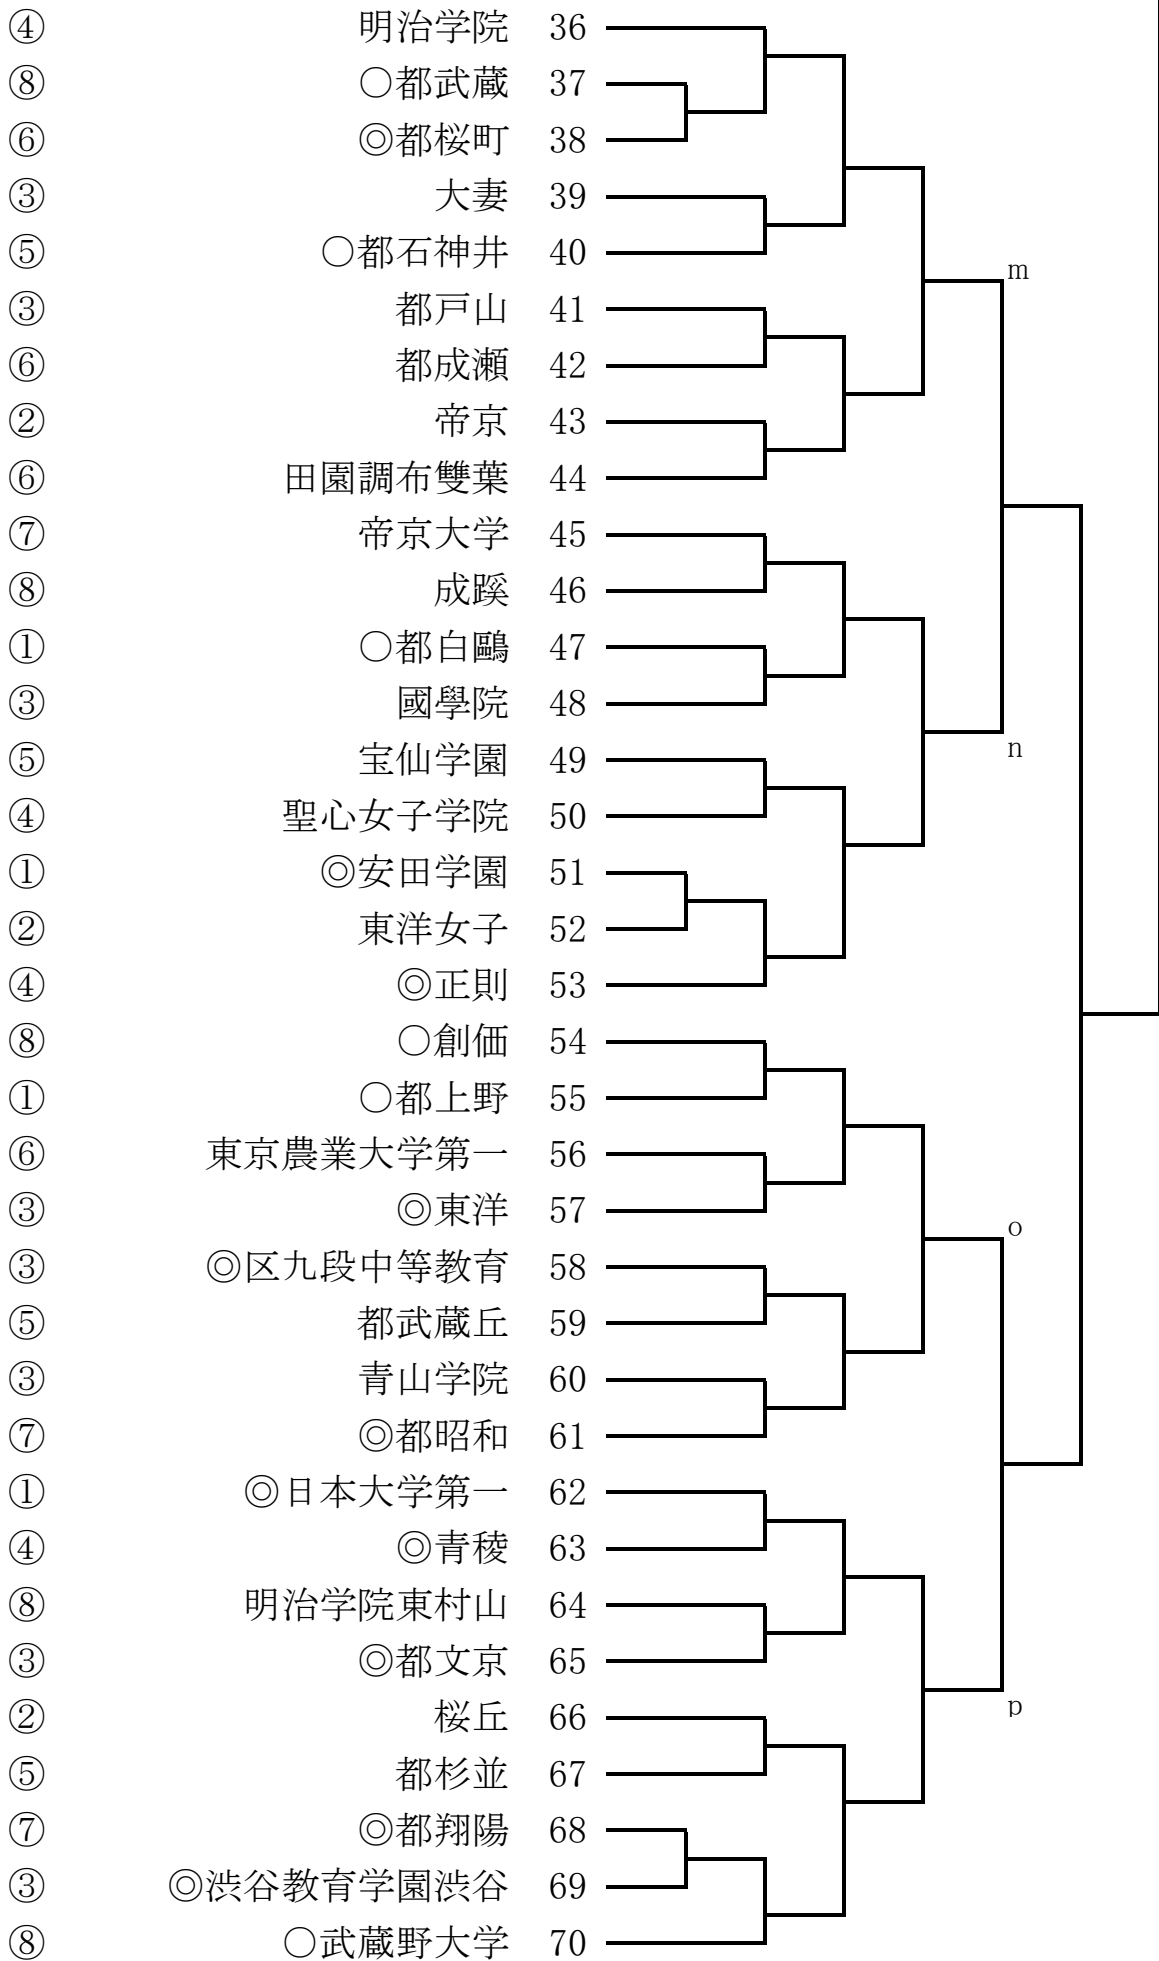 ④ 明治学院 36
⑧ ○都武蔵 37
⑥ ◎都桜町 38
③ 大妻 39
⑤ ○都石神井 40
m
③ 都戸山 41
⑥ 都成瀬 42
② 帝京 43
⑥ 田園調布雙葉 44
⑦ 帝京大学 45
⑧ 成蹊 46
① ○都白鷗 47
③ 國學院 48
n
⑤ 宝仙学園 49
④ 聖心女子学院 50
① ◎安田学園 51
② 東洋女子 52
④ ◎正則 53
⑧ ○創価 54
① ○都上野 55
⑥ 東京農業大学第一 56
③ ◎東洋 57
o
③ ◎区九段中等教育 58
⑤ 都武蔵丘 59
③ 青山学院 60
⑦ ◎都昭和 61
① ◎日本大学第一 62
④ ◎青稜 63
⑧ 明治学院東村山 64
③ ◎都文京 65
p
② 桜丘 66
⑤ 都杉並 67
⑦ ◎都翔陽 68
③ ◎渋谷教育学園渋谷 69
⑧ ○武蔵野大学 70